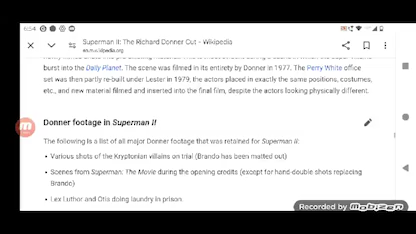 6:54
Superman II: The Richard Donner Cut - Wikipedia
en.m.wikipedia.org
burst into the Daily Planet. The scene was filmed in its entirety by Donner in 1977. The Perry White office
set was then partly re-built under Lester in 1979, the actors placed in exactly the same positions, costumes,
etc., and new material filmed and inserted into the final film, despite the actors looking physically different.
Donner footage in Superman II
The following is a list of all major Donner footage that was retained for Superman II:
• Various shots of the Kryptonian villains on trial (Brando has been matted out)
• Scenes from Superman: The Movie during the opening credits (except for hand-double shots replacing
Brando)
• Lex Luthor and Otis doing laundry in prison
Recorded by Mobizen